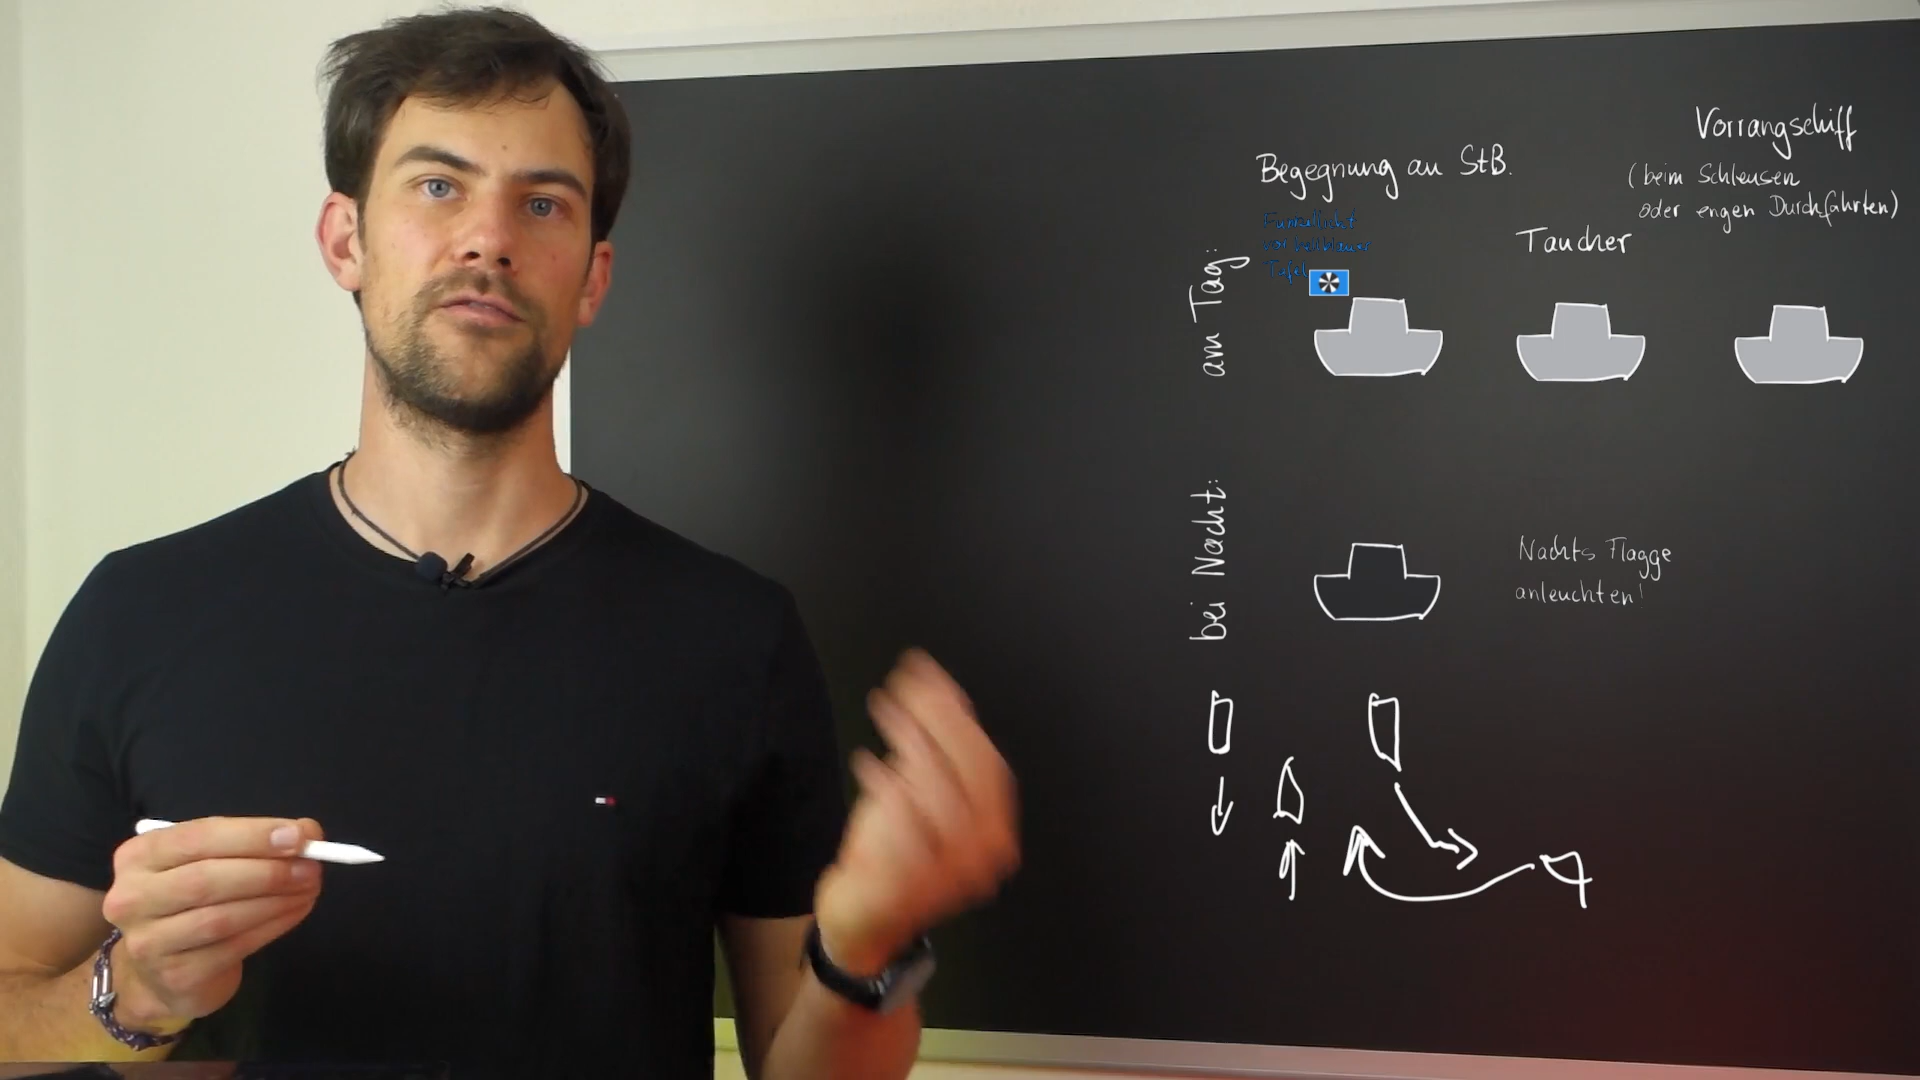 Vorrangschiff
(beim Schleusen
oder engen Durchfahrten)
Begegnung an StB.
Funkellicht
vor hellblauer
Tafel
Taucher
am Tag:
bei Nacht:
Nachts Flagge
anleuchten!